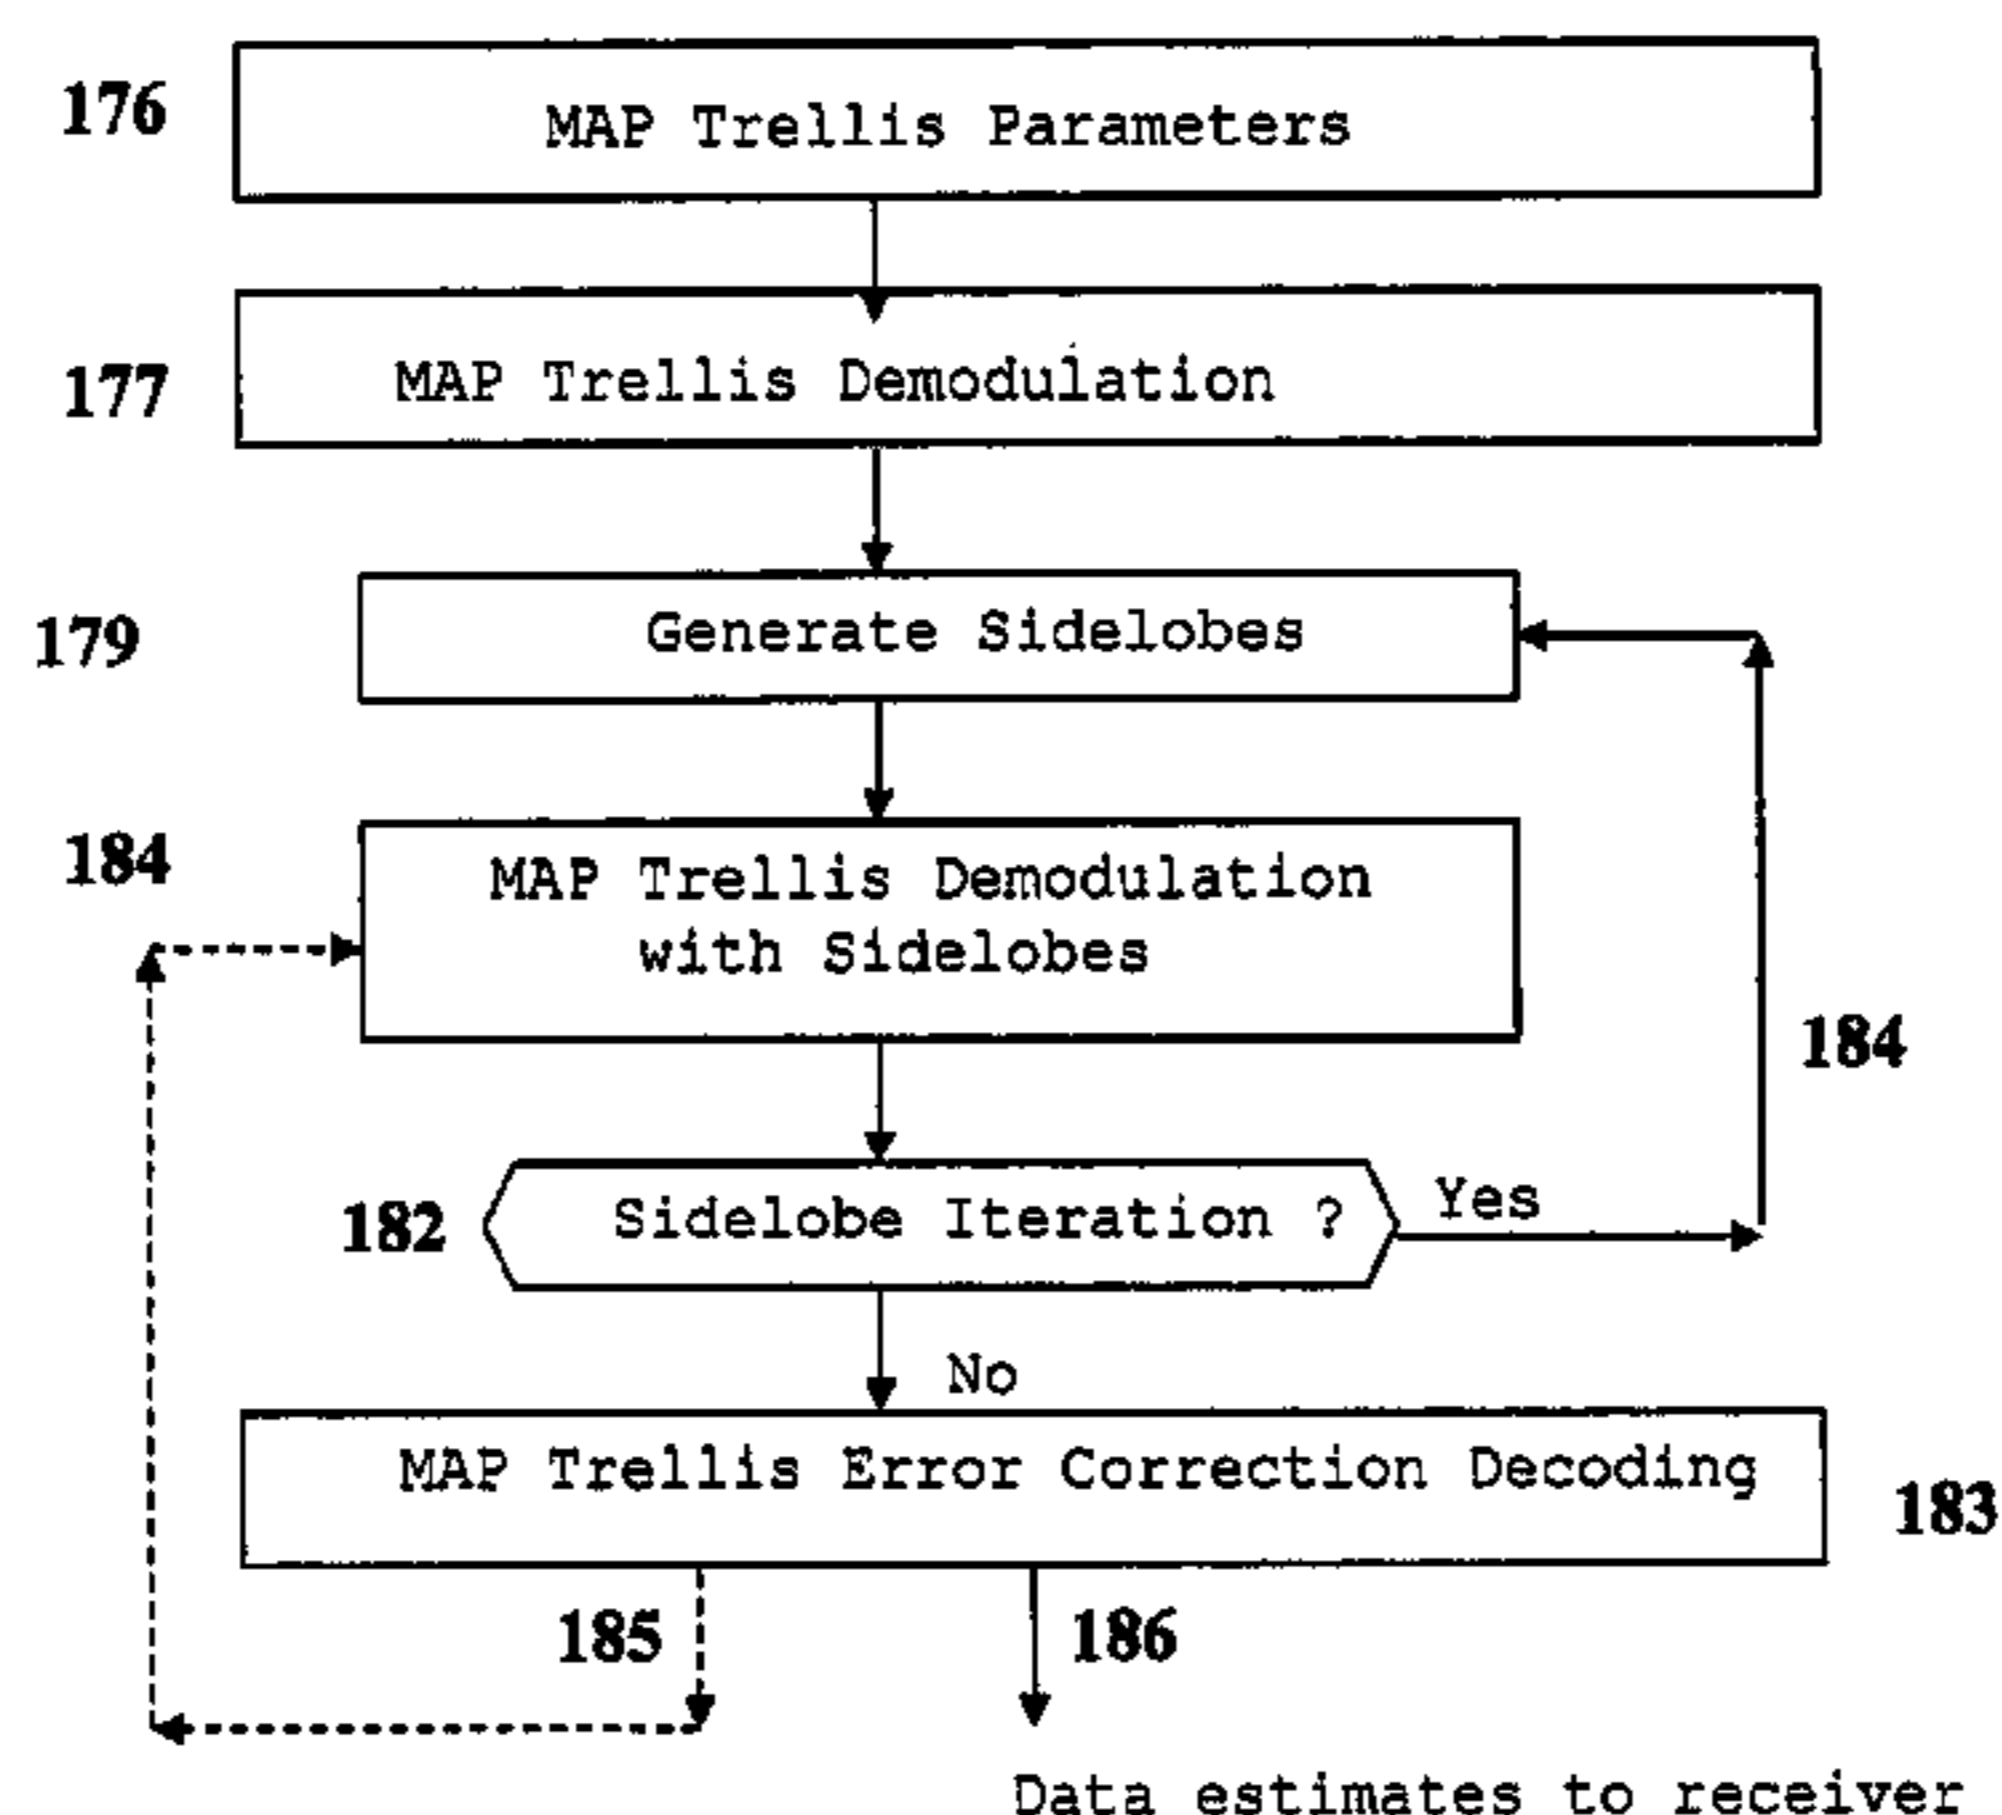 176
MAP Trellis Parameters
177
MAP Trellis Demodulation
179
Generate Sidelobes
184
MAP Trellis Demodulation
with Sidelobes
184
182
Sidelobe Iteration ?
Yes
No
MAP Trellis Error Correction Decoding
183
185
186
Data estimates to receiver